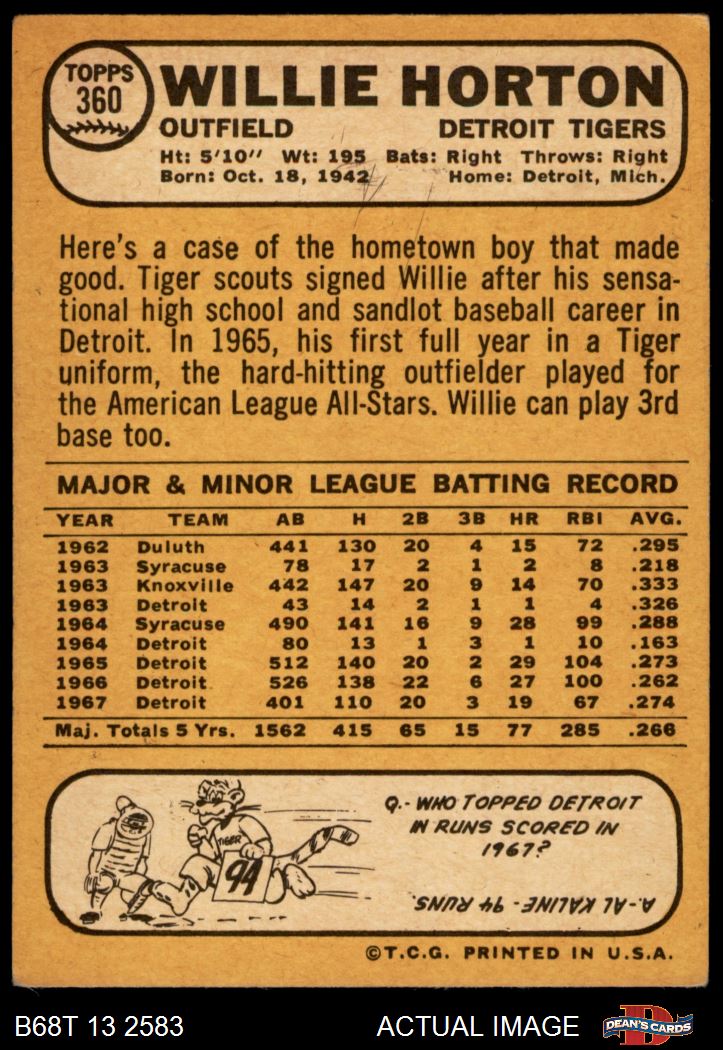 TOPPS
360
WILLIE HORTON
OUTFIELD DETROIT TIGERS
Ht: 5'10" Wt: 195 Bats: Right Throws: Right
Born: Oct. 18, 1942 Home: Detroit, Mich.
Here's a case of the hometown boy that made
good. Tiger scouts signed Willie after his sensa-
tional high school and sandlot baseball career in
Detroit. In 1965, his first full year in a Tiger
uniform, the hard-hitting outfielder played for
the American League All-Stars. Willie can play 3rd
base too.
MAJOR & MINOR LEAGUE BATTING RECORD
YEAR TEAM AB H 2B 3B HR RBI AVG.
1962 Duluth 441 130 20 4 15 72 .295
1963 Syracuse 78 17 2 1 2 8 .218
1963 Knoxville 442 147 20 9 14 70 .333
1963 Detroit 43 14 2 1 1 4 .326
1964 Syracuse 490 141 16 9 28 99 .288
1964 Detroit 80 13 1 3 1 10 .163
1965 Detroit 512 140 20 2 29 104 .273
1966 Detroit 526 138 22 6 27 100 .262
1967 Detroit 401 110 20 3 19 67 .274
Maj. Totals 5 Yrs. 1562 415 65 15 77 285 .266
TIGER
94
Q.- WHO TOPPED DETROIT
IN RUNS SCORED IN
1967?
A.- AL KALINE - 94 RUNS.
©T.C.G. PRINTED IN U.S.A.
B68T 13 2583 ACTUAL IMAGE
D
DEAN'S CARDS